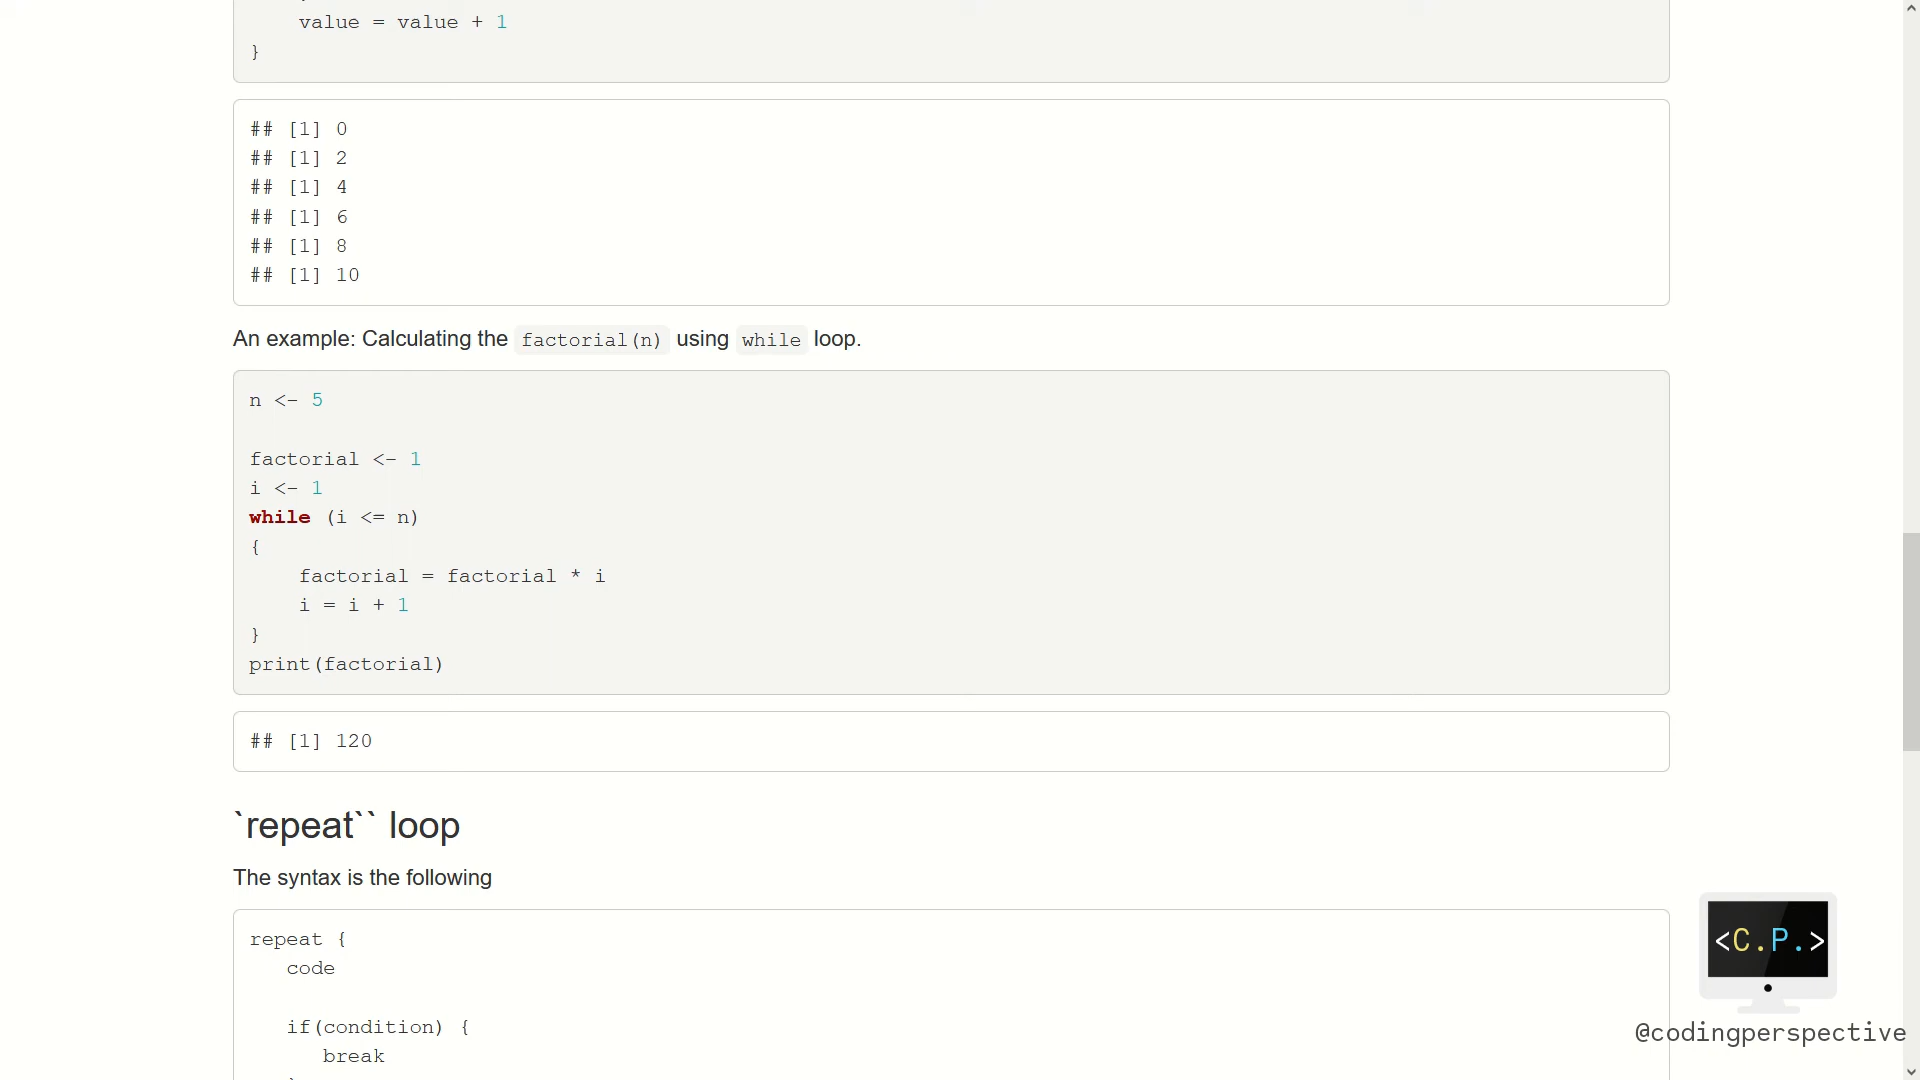 value = value + 1
}
## [1] 0
## [1] 2
## [1] 4
## [1] 6
## [1] 8
## [1] 10
An example: Calculating the factorial(n) using while loop.
n <- 5
factorial <- 1
i <- 1
while (i <= n)
{
    factorial = factorial * i
    i = i + 1
}
print(factorial)
## [1] 120
`repeat`` loop
The syntax is the following
repeat {
   code
   if(condition) {
      break
<C.P.>
@codingperspective